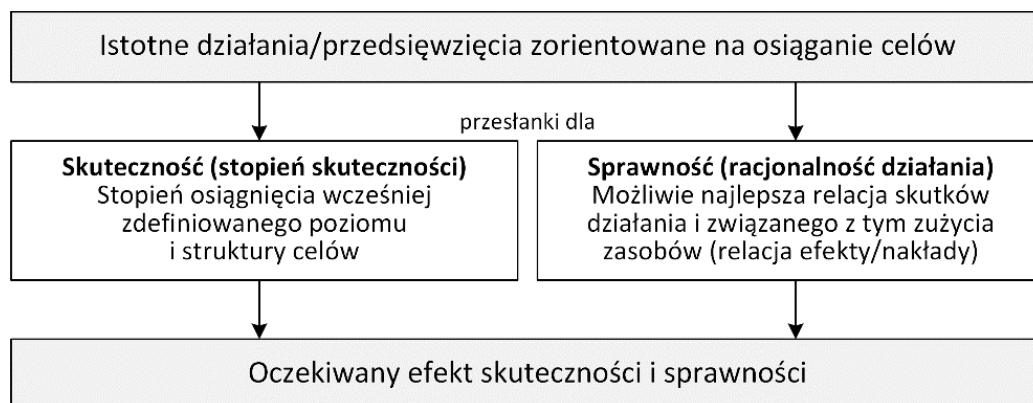 Istotne działania/przedsięwzięcia zorientowane na osiąganie celów
przesłanki dla
Skuteczność (stopień skuteczności)
Stopień osiągnięcia wcześniej
zdefiniowanego poziomu
i struktury celów
Sprawność (racjonalność działania)
Możliwie najlepsza relacja skutków
działania i związanego z tym zużycia
zasobów (relacja efekty/nakłady)
Oczekiwany efekt skuteczności i sprawności